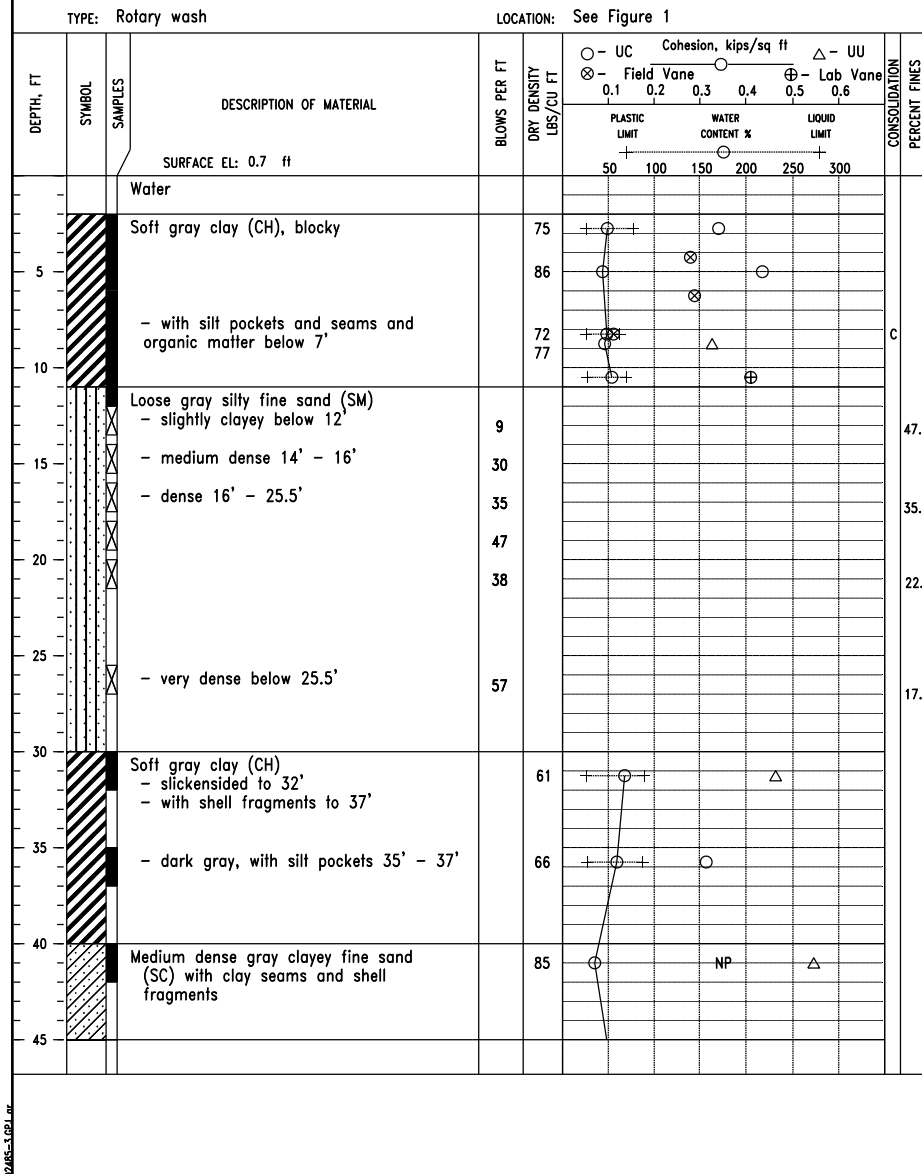 TYPE: Rotary wash LOCATION: See Figure 1
DEPTH, FT
SYMBOL
SAMPLES
DESCRIPTION OF MATERIAL
SURFACE EL: 0.7 ft
BLOWS PER FT
DRY DENSITY
LBS/CU FT
– UC Cohesion, kips/sq ft – UU
– Field Vane – Lab Vane
0.1 0.2 0.3 0.4 0.5 0.6
PLASTIC WATER LIQUID
LIMIT CONTENT % LIMIT
50 100 150 200 250 300
CONSOLIDATION
PERCENT FINES
Water
Soft gray clay (CH), blocky 75
5 86
– with silt pockets and seams and 72 C
organic matter below 7' 77
10
Loose gray silty fine sand (SM)
– slightly clayey below 12' 9 47.
15 – medium dense 14' – 16' 30
– dense 16' – 25.5' 35 35.
47
20 38 22.
25
– very dense below 25.5' 57 17.
30
Soft gray clay (CH) 61
– slickensided to 32'
– with shell fragments to 37'
35 – dark gray, with silt pockets 35' – 37' 66
40
Medium dense gray clayey fine sand 85 NP
(SC) with clay seams and shell
fragments
45